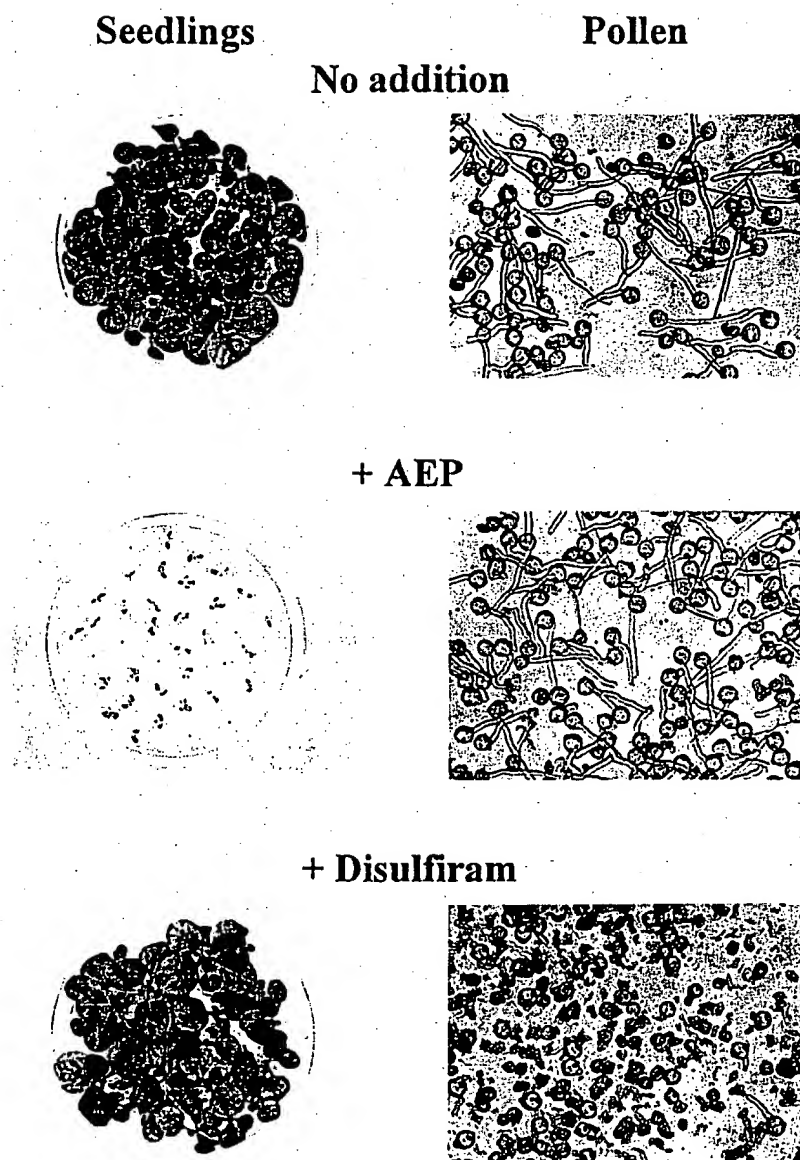 Seedlings Pollen
No addition
+ AEP
+ Disulfiram